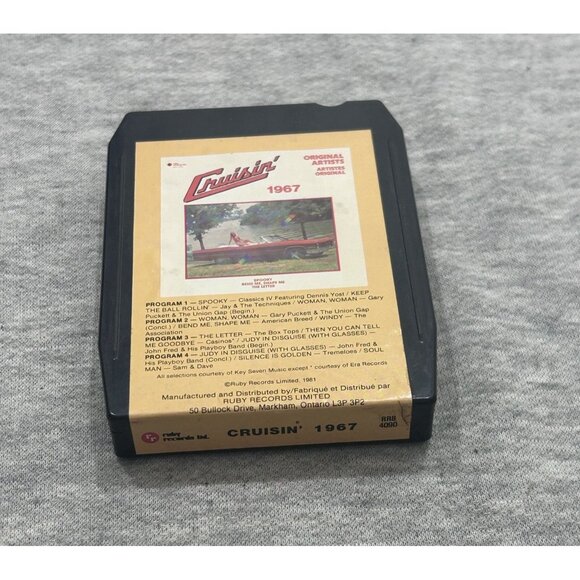 Cruisin'
ORIGINAL
ARTISTS
ARTISTES
ORIGINAL
1967
SPOOKY
BEND ME, SHAPE ME
THE LETTER
PROGRAM 1 — SPOOKY — Classics IV Featuring Dennis Yost / KEEP
THE BALL ROLLIN' — Jay & The Techniques / WOMAN, WOMAN — Gary
Puckett & The Union Gap (Begin.)
PROGRAM 2 — WOMAN, WOMAN — Gary Puckett & The Union Gap
(Concl.) / BEND ME, SHAPE ME — American Breed / WINDY — The
Association
PROGRAM 3 — THE LETTER — The Box Tops / THEN YOU CAN TELL
ME GOODBYE — Casinos* / JUDY IN DISGUISE (WITH GLASSES) —
John Fred & His Playboy Band (Begin.)
PROGRAM 4 — JUDY IN DISGUISE (WITH GLASSES) — John Fred &
His Playboy Band (Concl.) / SILENCE IS GOLDEN — Tremeloes / SOUL
MAN — Sam & Dave
All selections courtesy of Key Seven Music except * courtesy of Era Records
©Ruby Records Limited, 1981
Manufactured and Distributed by/Fabriqué et Distribué par
RUBY RECORDS LIMITED
50 Bullock Drive, Markham, Ontario L3P 3P2
ruby
records ltd.
CRUISIN' 1967
RRB
4090